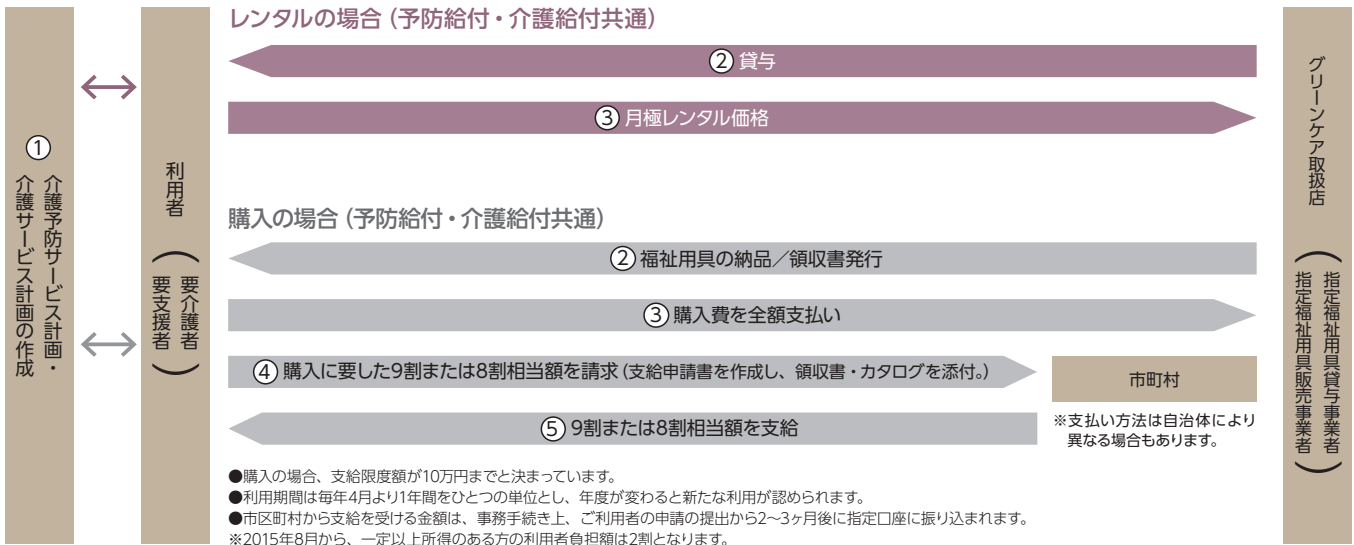 ①
介護予防サービス計画・
介護サービス計画の作成
利用者
(要介護者
要支援者)
レンタルの場合（予防給付・介護給付共通）
②貸与
③月極レンタル価格
購入の場合（予防給付・介護給付共通）
②福祉用具の納品／領収書発行
③購入費を全額支払い
④購入に要した9割または8割相当額を請求（支給申請書を作成し、領収書・カタログを添付。）
市町村
⑤9割または8割相当額を支給
※支払い方法は自治体により
異なる場合もあります。
●購入の場合、支給限度額が10万円までと決まっています。
●利用期間は毎年4月より1年間をひとつの単位とし、年度が変わると新たな利用が認められます。
●市区町村から支給を受ける金額は、事務手続き上、ご利用者の申請の提出から2〜3ヶ月後に指定口座に振り込まれます。
※2015年8月から、一定以上所得のある方の利用者負担額は2割となります。
グリーンケア取扱店
(指定福祉用具貸与事業者
指定福祉用具販売事業者)